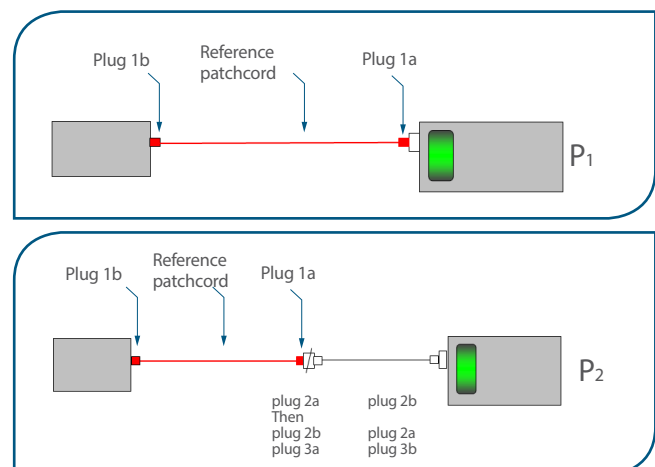 Plug 1b
Reference
patchcord
Plug 1a
P1
Plug 1b
Reference
patchcord
Plug 1a
P2
plug 2a plug 2b
Then
plug 2b plug 2a
plug 3a plug 3b